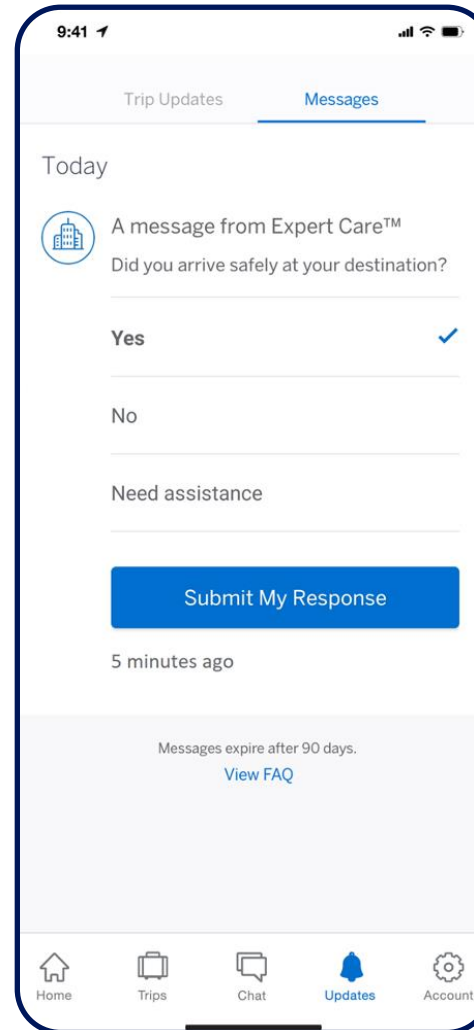 9:41
Trip Updates
Messages
Today
A message from Expert Care™
Did you arrive safely at your destination?
Yes
No
Need assistance
Submit My Response
5 minutes ago
Messages expire after 90 days.
View FAQ
Home
Trips
Chat
Updates
Account